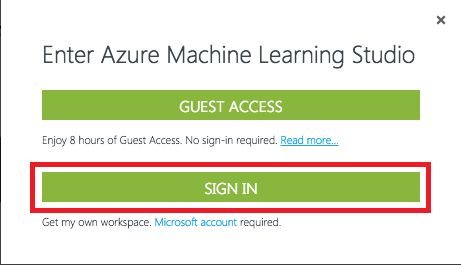 Enter Azure Machine Learning Studio
GUEST ACCESS
Enjoy 8 hours of Guest Access. No sign-in required. Read more...
SIGN IN
Get my own workspace. Microsoft account required.